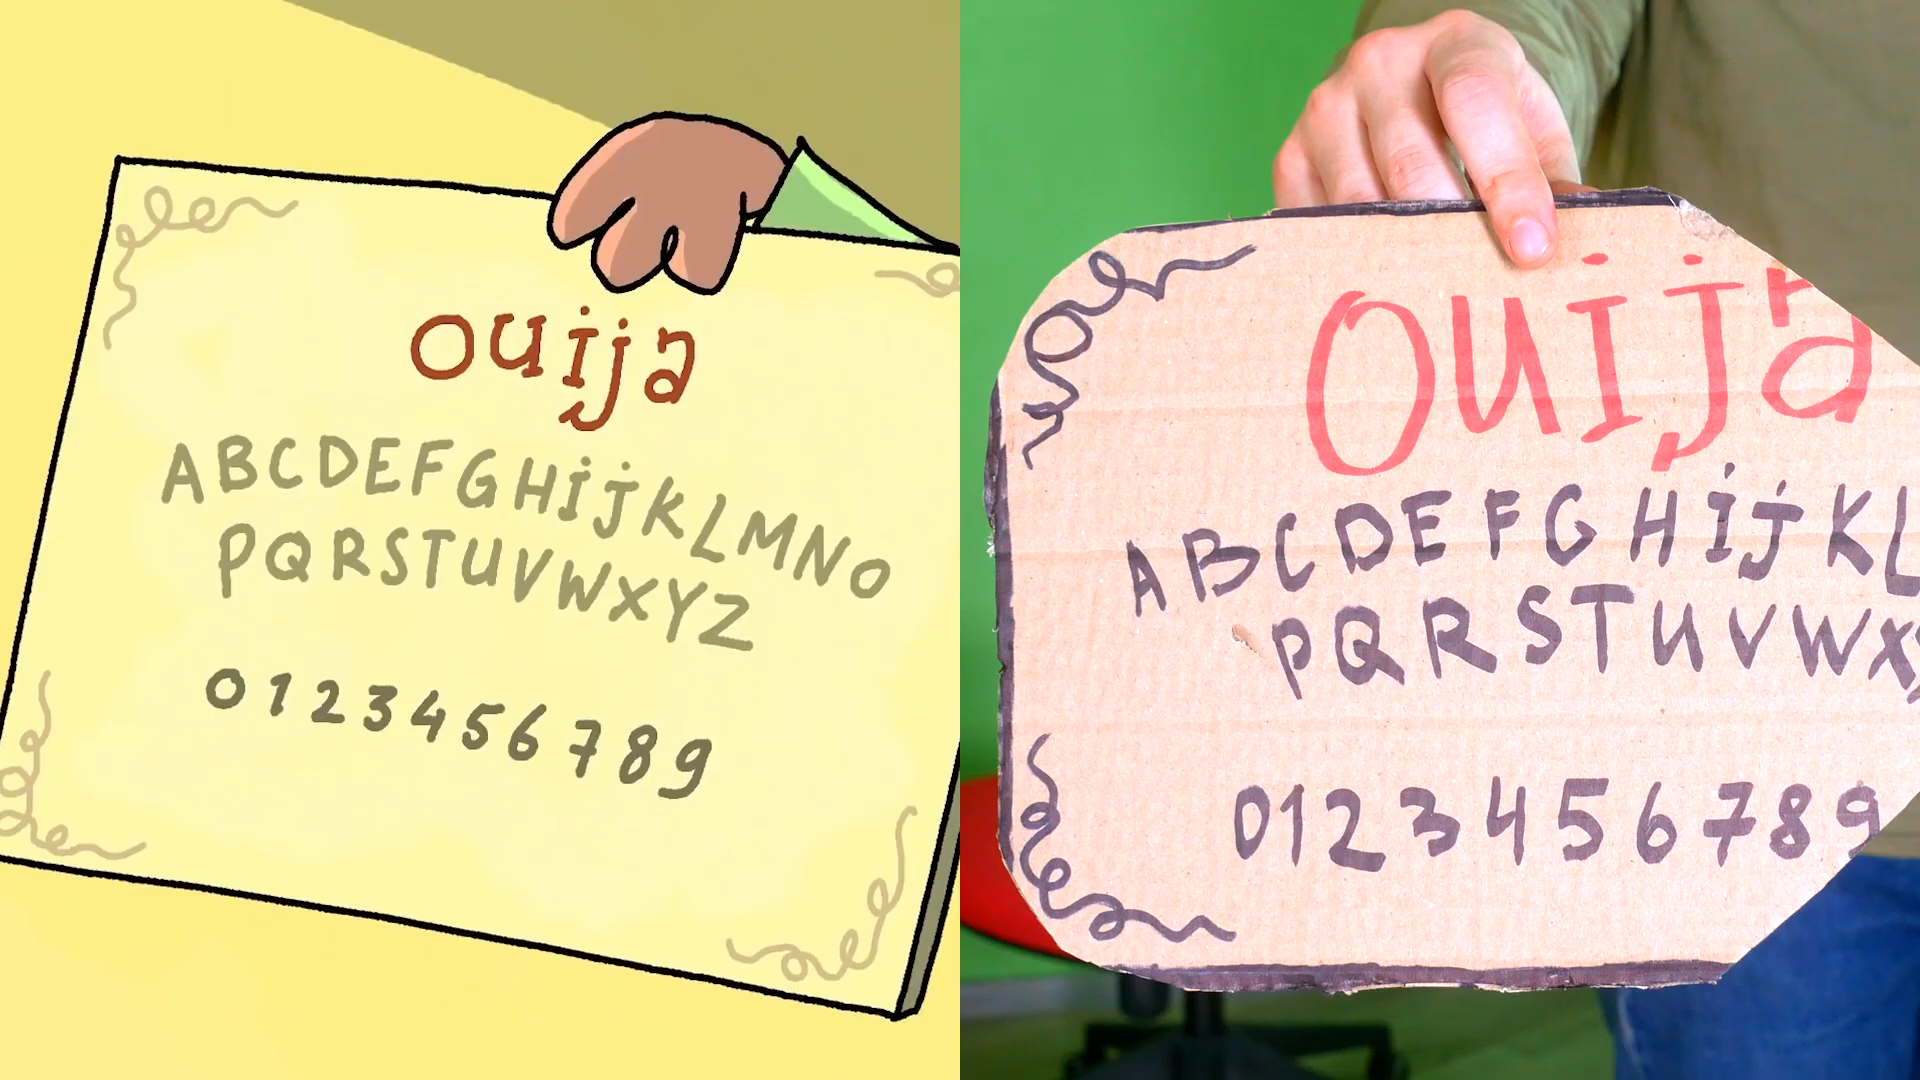 Ouija
ABCDEFGHijKLMNO
PQRSTUVWXYZ
0123456789
Ouija
ABCDEFGHijKL
PQRSTUVWX
0123456789